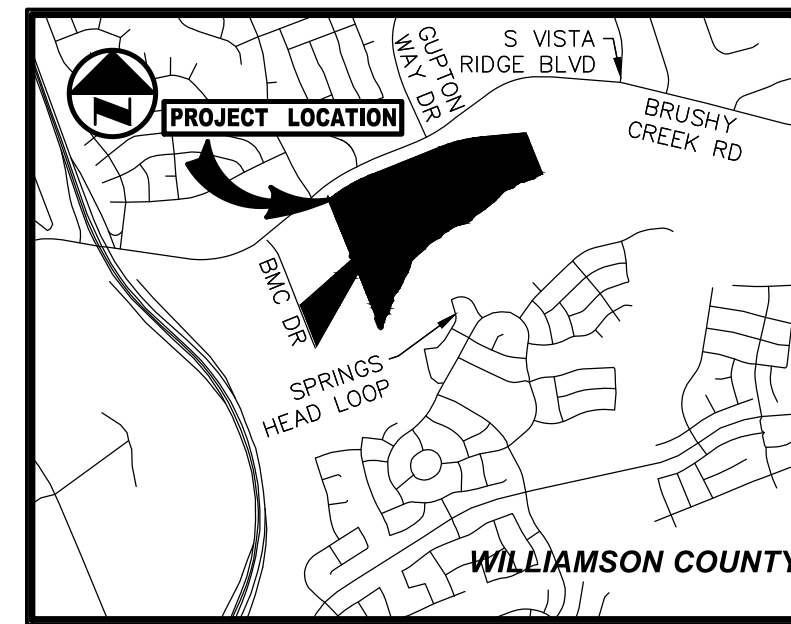 S VISTA
RIDGE BLVD
GUPTON
WAY DR
BRUSHY
CREEK RD
N
PROJECT LOCATION
BMC DR
SPRINGS
HEAD LOOP
WILLIAMSON COUNTY